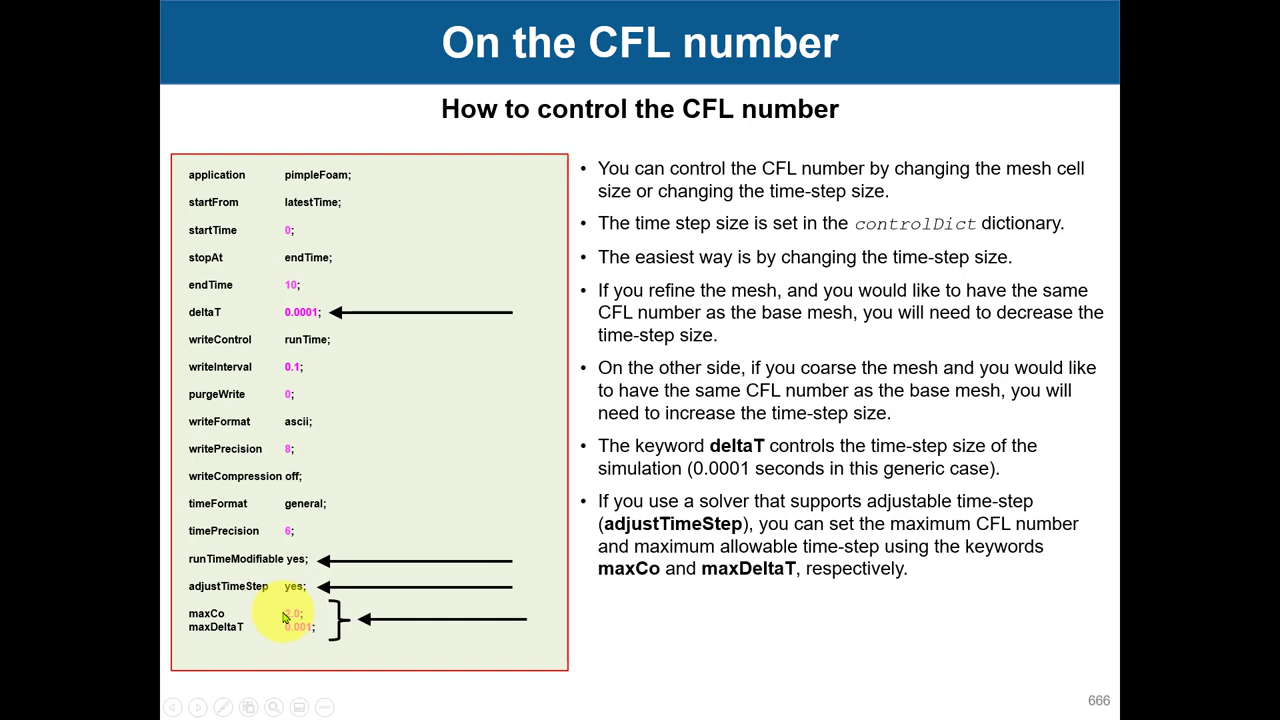 On the CFL number
How to control the CFL number
application pimpleFoam;
startFrom latestTime;
startTime 0;
stopAt endTime;
endTime 10;
deltaT 0.0001;
writeControl runTime;
writeInterval 0.1;
purgeWrite 0;
writeFormat ascii;
writePrecision 8;
writeCompression off;
timeFormat general;
timePrecision 6;
runTimeModifiable yes;
adjustTimeStep yes;
maxCo 2.0;
maxDeltaT 0.001;
• You can control the CFL number by changing the mesh cell
size or changing the time-step size.
• The time step size is set in the controlDict dictionary.
• The easiest way is by changing the time-step size.
• If you refine the mesh, and you would like to have the same
CFL number as the base mesh, you will need to decrease the
time-step size.
• On the other side, if you coarse the mesh and you would like
to have the same CFL number as the base mesh, you will
need to increase the time-step size.
• The keyword deltaT controls the time-step size of the
simulation (0.0001 seconds in this generic case).
• If you use a solver that supports adjustable time-step
(adjustTimeStep), you can set the maximum CFL number
and maximum allowable time-step using the keywords
maxCo and maxDeltaT, respectively.
666